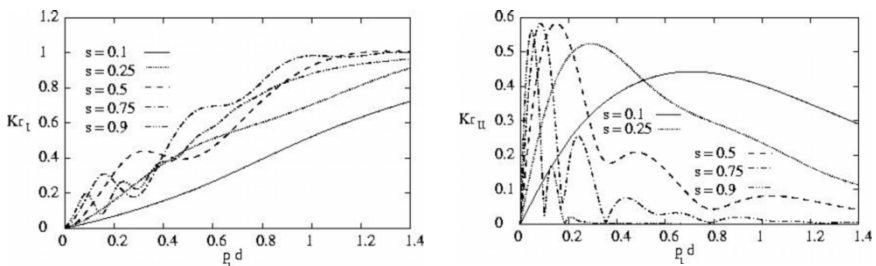 1.2
1
0.8
0.6
0.4
0.2
0
Kr I
s = 0.1
s = 0.25
s = 0.5
s = 0.75
s = 0.9
0 0.2 0.4 0.6 0.8 1 1.2 1.4
p₁d
0.6
0.5
0.4
0.3
0.2
0.1
0
Kr II
s = 0.1
s = 0.25
s = 0.5
s = 0.75
s = 0.9
0 0.2 0.4 0.6 0.8 1 1.2 1.4
p₁d